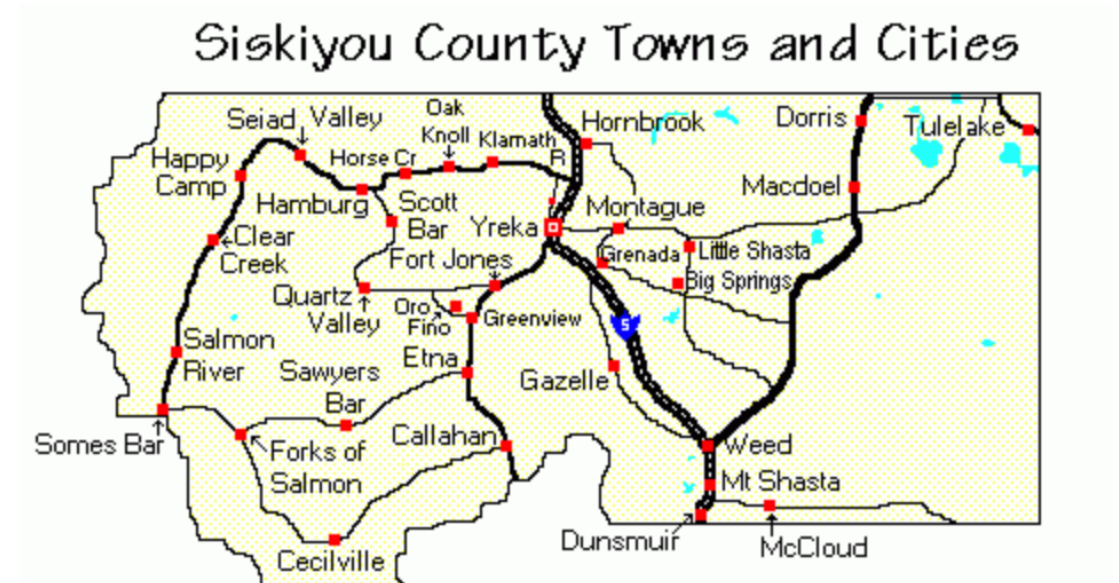 Siskiyou County Towns and Cities
Oak
Knoll
Seiad Valley
Klamath
R
Hornbrook
Dorris
Tulelake
Happy
Camp
Horse Cr
Hamburg
Scott
Bar
Yreka
Montague
Macdoel
Clear
Creek
Fort Jones
Grenada
Little Shasta
Big Springs
Quartz
Valley
Oro
Fino
Greenview
5
Salmon
River
Sawyers
Bar
Etna
Gazelle
Somes Bar
Forks of
Salmon
Callahan
Weed
Mt Shasta
Cecilville
Dunsmuir
McCloud